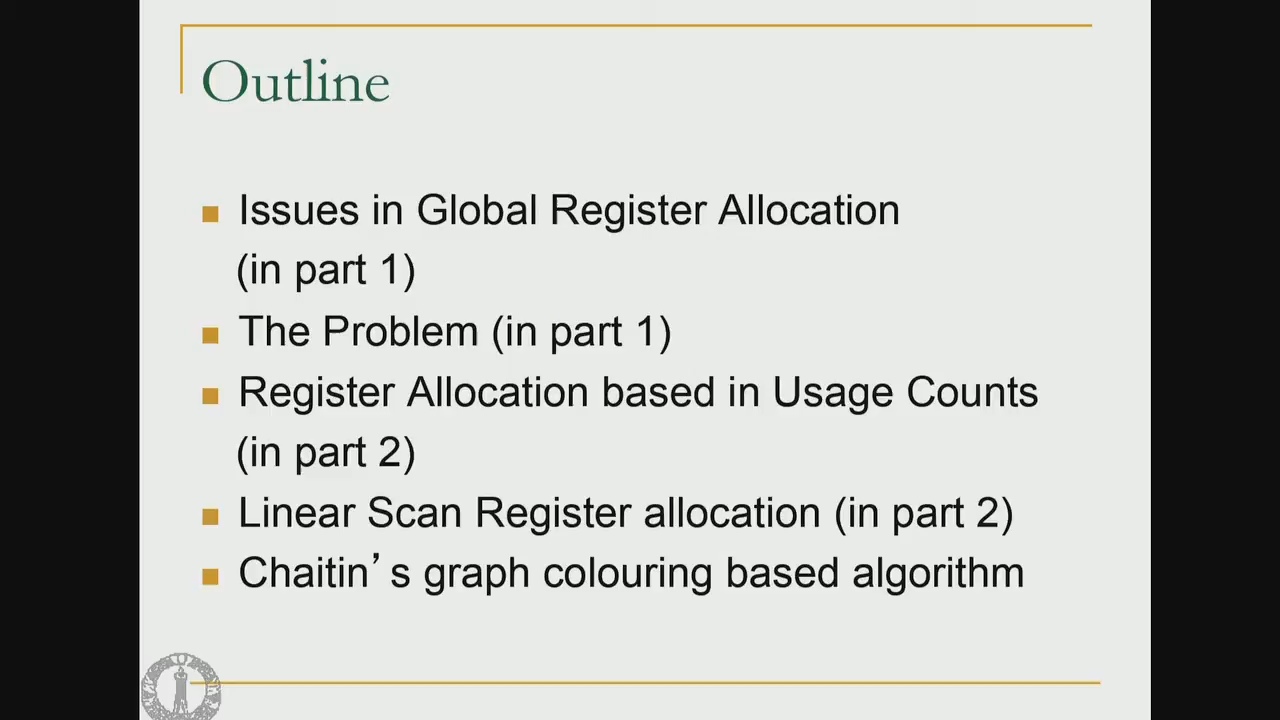 Outline
Issues in Global Register Allocation
(in part 1)
The Problem (in part 1)
Register Allocation based in Usage Counts
(in part 2)
Linear Scan Register allocation (in part 2)
Chaitin’s graph colouring based algorithm